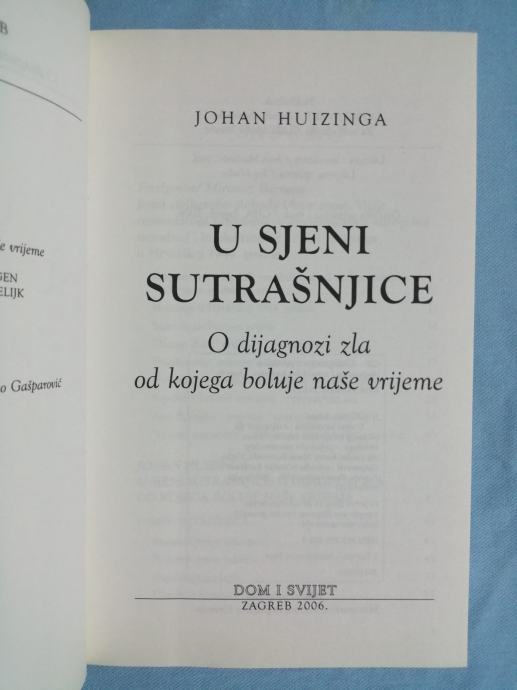 B
še vrijeme
GEN
ELIJK
o Gašparović
JOHAN HUIZINGA
U SJENI
SUTRAŠNJICE
O dijagnozi zla
od kojega boluje naše vrijeme
DOM I SVIJET
ZAGREB 2006.